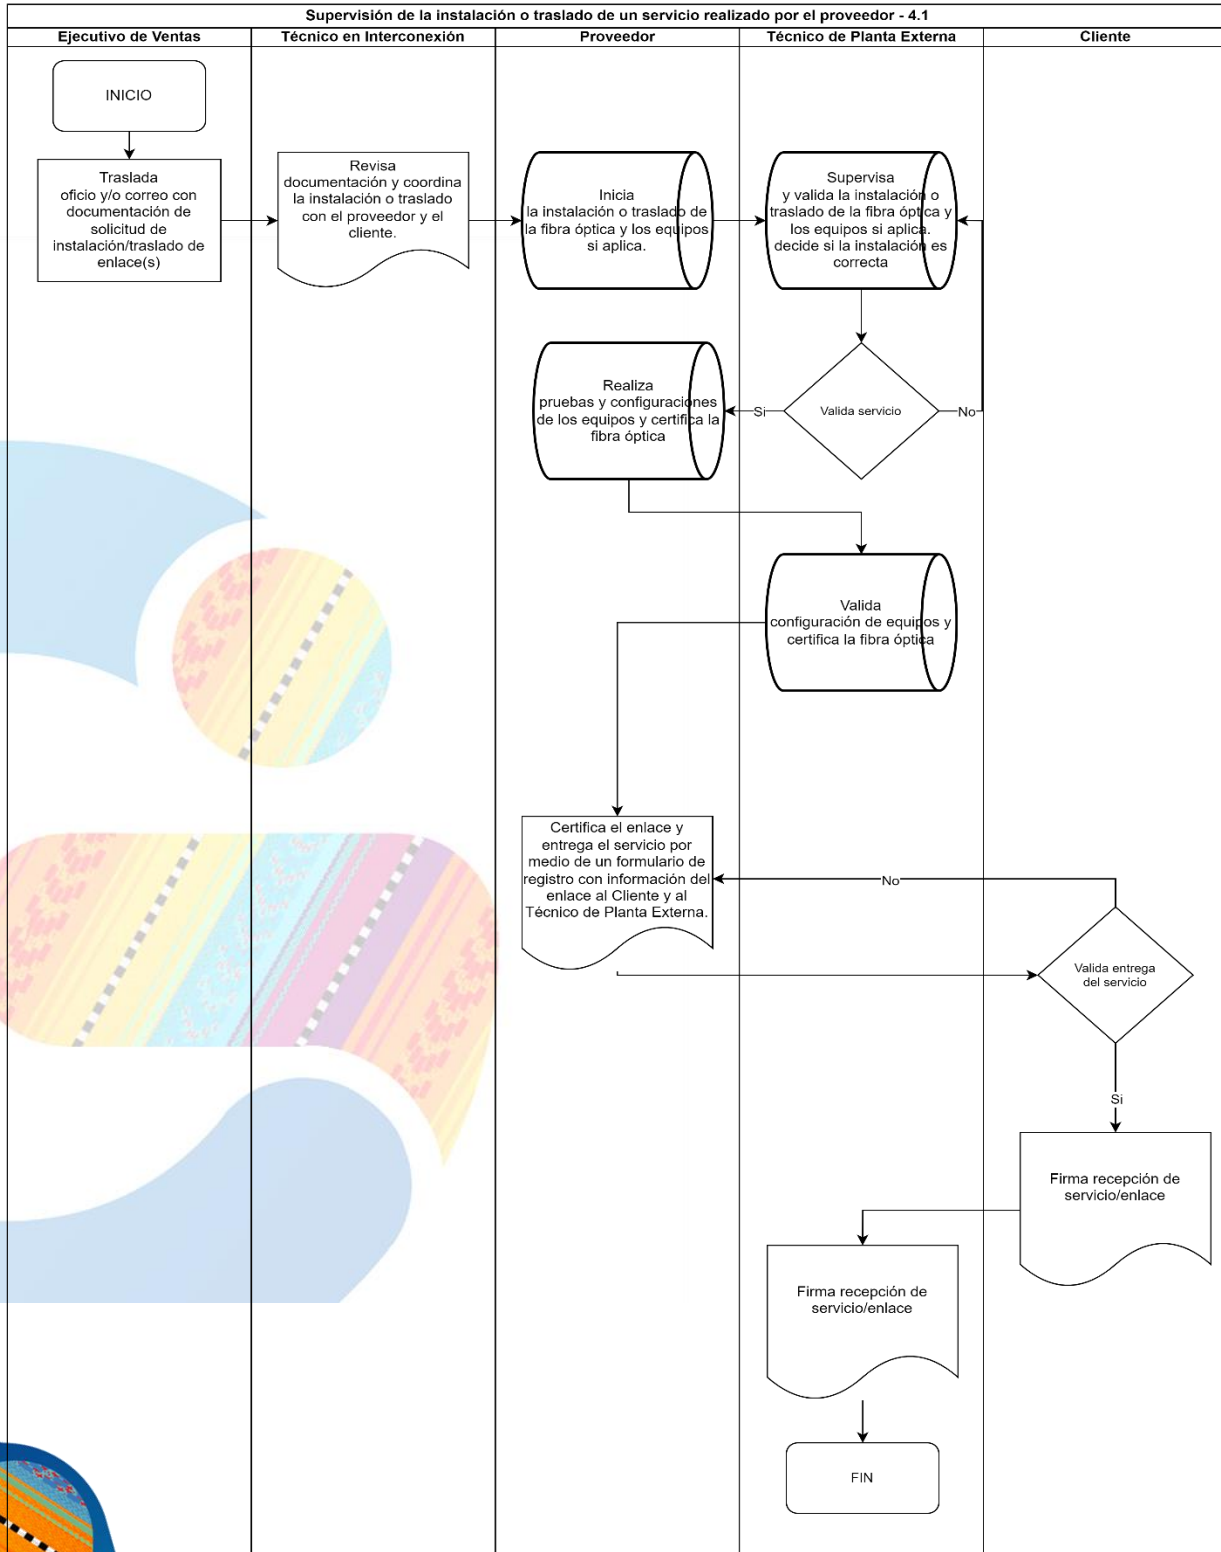 Supervisión de la instalación o traslado de un servicio realizado por el proveedor - 4.1
Ejecutivo de Ventas
Técnico en Interconexión
Proveedor
Técnico de Planta Externa
Cliente
INICIO
Traslada
oficio y/o correo con
documentación de
solicitud de
instalación/traslado de
enlace(s)
Revisa
documentación y coordina
la instalación o traslado
con el proveedor y el
cliente.
Inicia
la instalación o traslado de
la fibra óptica y los equipos
si aplica.
Supervisa
y valida la instalación o
traslado de la fibra óptica y
los equipos si aplica.
decide si la instalación es
correcta
Realiza
pruebas y configuraciones
de los equipos y certifica la
fibra óptica
Si
Valida servicio
No
Valida
configuración de equipos y
certifica la fibra óptica
Certifica el enlace y
entrega el servicio por
medio de un formulario de
registro con información del
enlace al Cliente y al
Técnico de Planta Externa.
No
Valida entrega
del servicio
Si
Firma recepción de
servicio/enlace
Firma recepción de
servicio/enlace
FIN